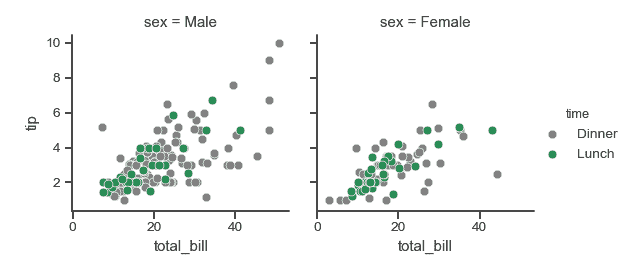 sex = Male
sex = Female
10
8
6
4
2
tip
0
20
40
total_bill
0
20
40
total_bill
time
Dinner
Lunch